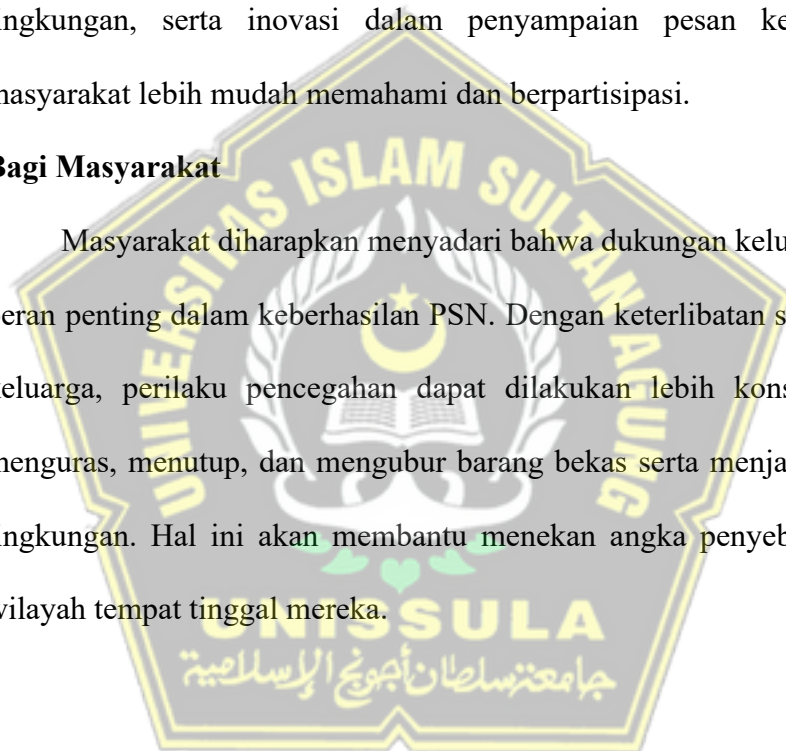 ingkungan, serta inovasi dalam penyampaian pesan ke
masyarakat lebih mudah memahami dan berpartisipasi.
Bagi Masyarakat
Masyarakat diharapkan menyadari bahwa dukungan kelu
peran penting dalam keberhasilan PSN. Dengan keterlibatan s
keluarga, perilaku pencegahan dapat dilakukan lebih kons
menguras, menutup, dan mengubur barang bekas serta menja
ingkungan. Hal ini akan membantu menekan angka penyeb
wilayah tempat tinggal mereka.
UNIVERSITAS ISLAM SULTAN AGUNG
UNISSULA
جامعة سلطان أجونج الإسلامية